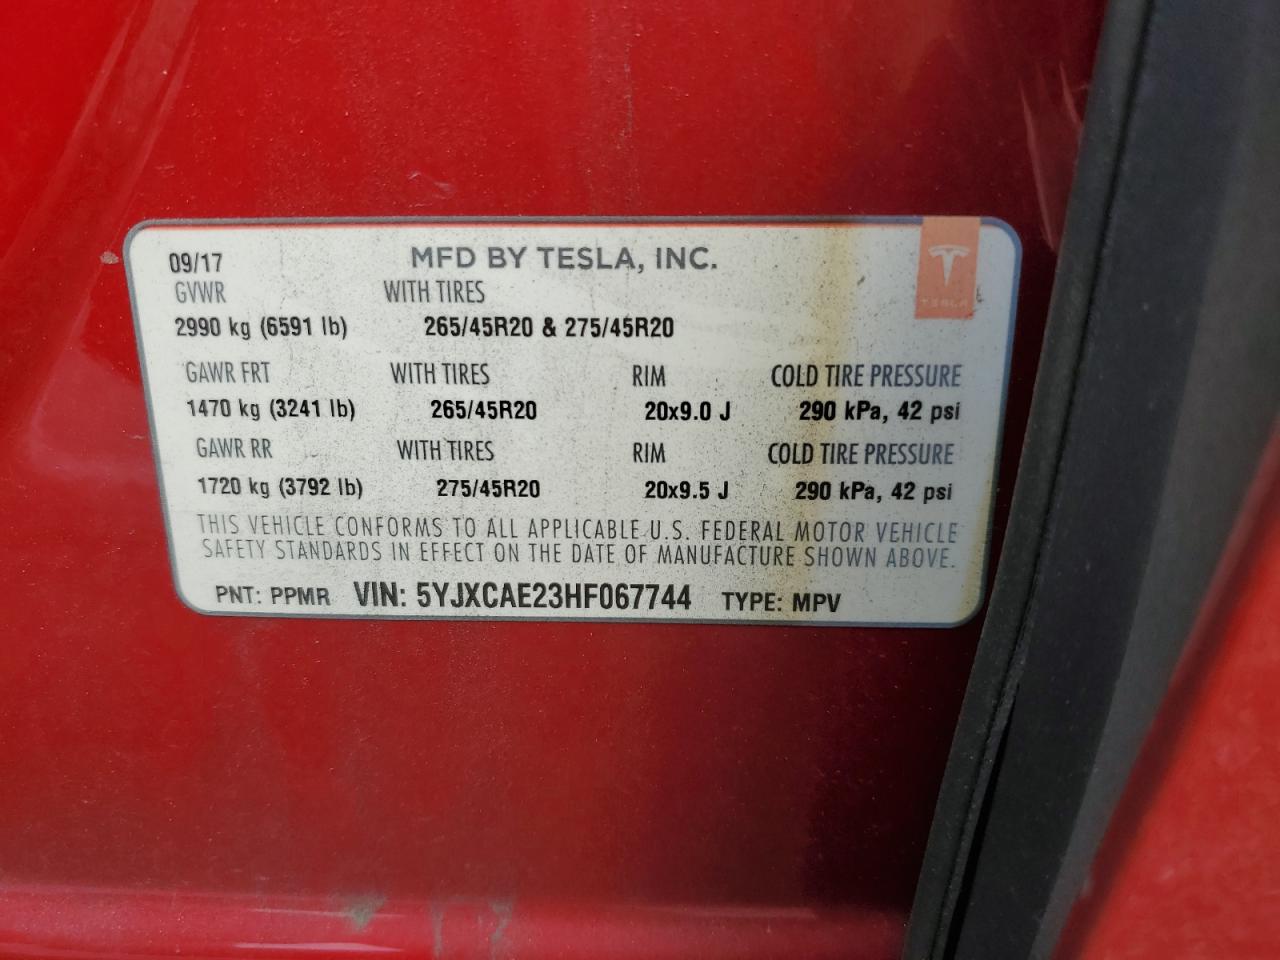 09/17 MFD BY TESLA, INC.
GVWR WITH TIRES
2990 kg (6591 lb) 265/45R20 & 275/45R20
GAWR FRT WITH TIRES RIM COLD TIRE PRESSURE
1470 kg (3241 lb) 265/45R20 20x9.0 J 290 kPa, 42 psi
GAWR RR WITH TIRES RIM COLD TIRE PRESSURE
1720 kg (3792 lb) 275/45R20 20x9.5 J 290 kPa, 42 psi
THIS VEHICLE CONFORMS TO ALL APPLICABLE U.S. FEDERAL MOTOR VEHICLE
SAFETY STANDARDS IN EFFECT ON THE DATE OF MANUFACTURE SHOWN ABOVE.
PNT: PPMR VIN: 5YJXCAE23HF067744 TYPE: MPV
TESLA